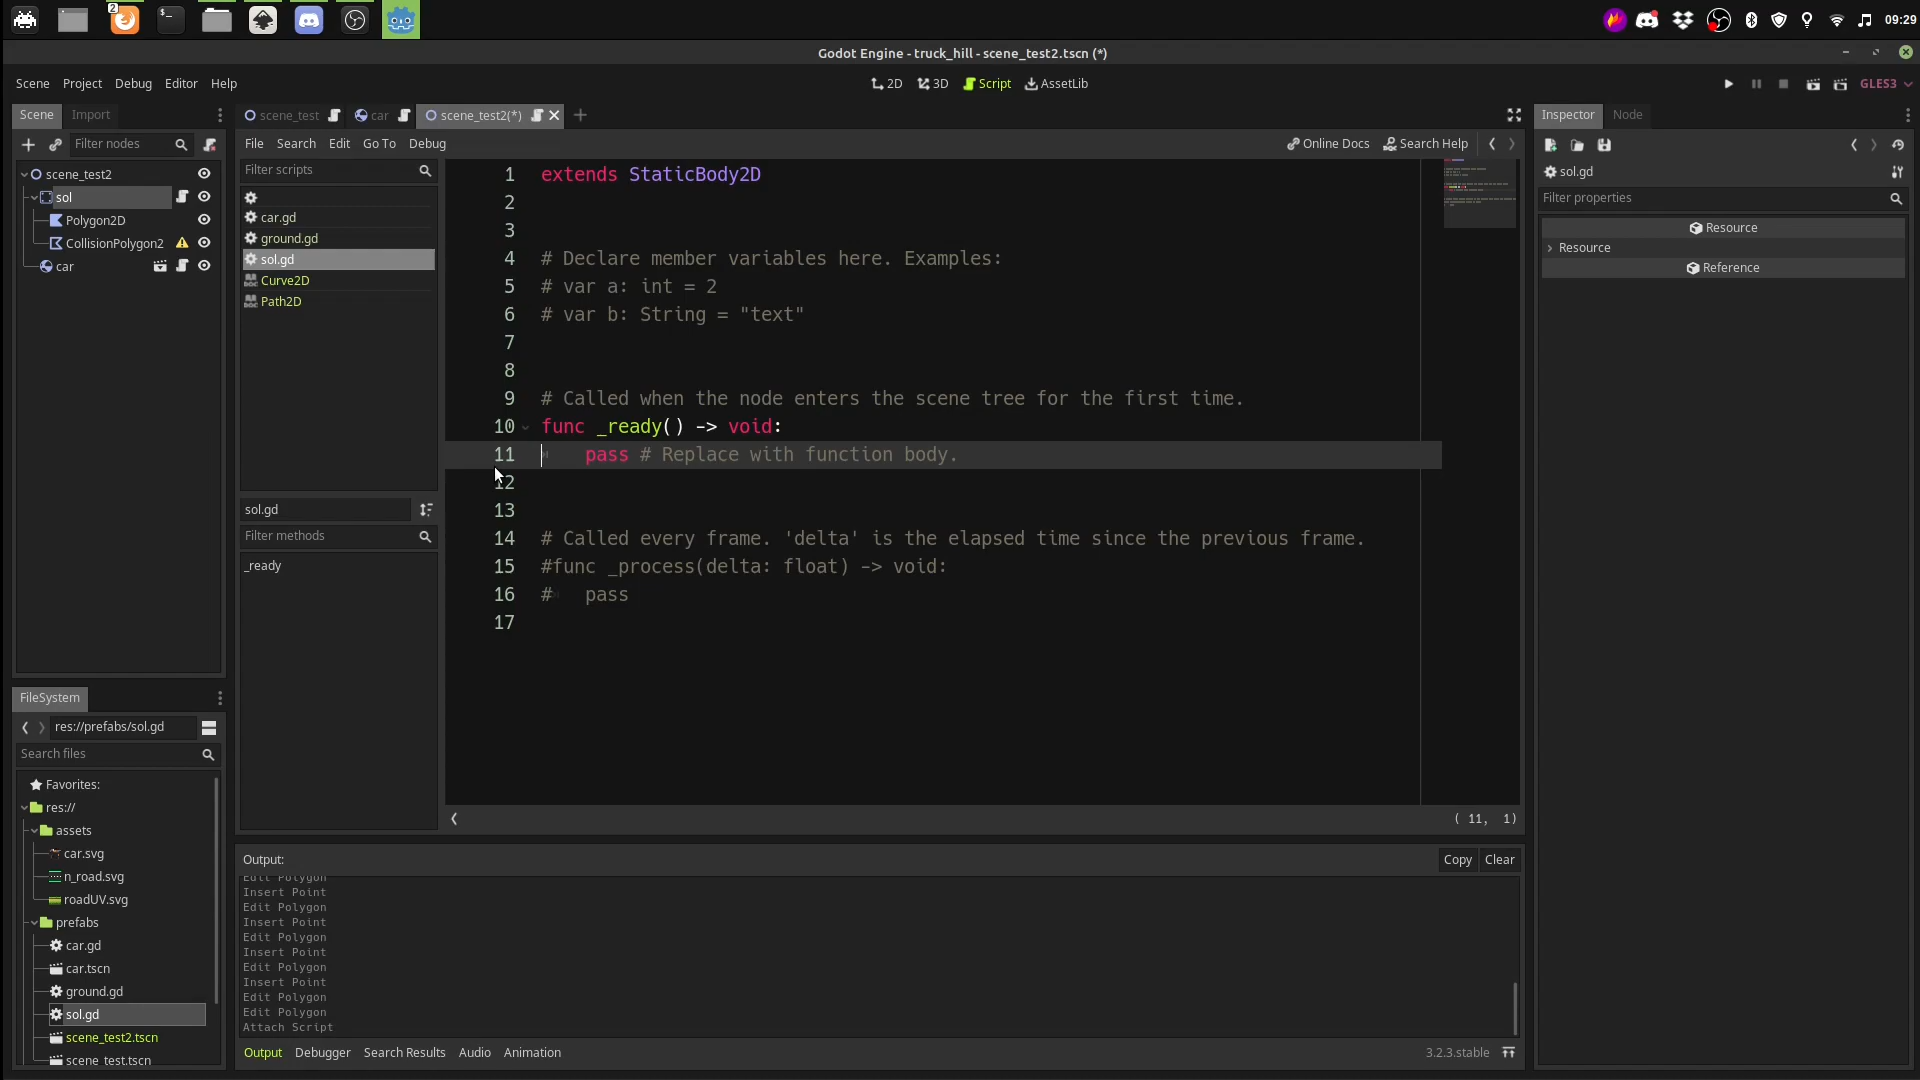 2
09:29
Godot Engine - truck_hill - scene_test2.tscn (*)
Scene Project Debug Editor Help
2D 3D Script AssetLib
GLES3
Scene Import
scene_test car scene_test2(*)
Inspector Node
Filter nodes
File Search Edit Go To Debug
Online Docs Search Help
scene_test2
sol
Polygon2D
CollisionPolygon2
car
Filter scripts
car.gd
ground.gd
sol.gd
Curve2D
Path2D
sol.gd
Filter methods
_ready
1 extends StaticBody2D
2
3
4 # Declare member variables here. Examples:
5 # var a: int = 2
6 # var b: String = "text"
7
8
9 # Called when the node enters the scene tree for the first time.
10 func _ready() -> void:
11 pass # Replace with function body.
12
13
14 # Called every frame. 'delta' is the elapsed time since the previous frame.
15 #func _process(delta: float) -> void:
16 # pass
17
( 11, 1)
sol.gd
Filter properties
Resource
Resource
Reference
FileSystem
res://prefabs/sol.gd
Search files
Favorites:
res://
assets
car.svg
n_road.svg
roadUV.svg
prefabs
car.gd
car.tscn
ground.gd
sol.gd
scene_test2.tscn
scene_test.tscn
Output:
Copy Clear
Edit Polygon
Insert Point
Edit Polygon
Insert Point
Edit Polygon
Insert Point
Edit Polygon
Insert Point
Edit Polygon
Edit Polygon
Attach Script
Output Debugger Search Results Audio Animation
3.2.3.stable